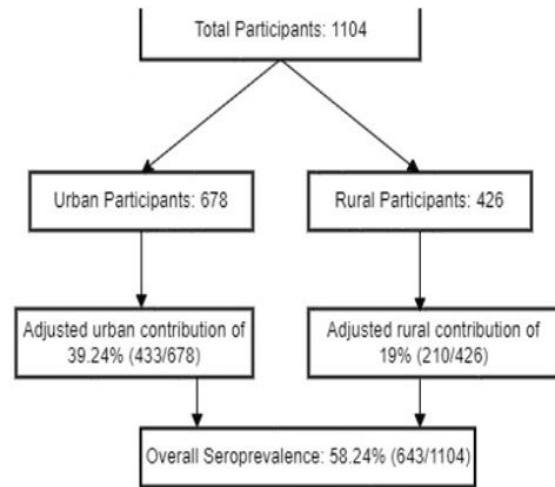 Total Participants: 1104
Urban Participants: 678
Rural Participants: 426
Adjusted urban contribution of
39.24% (433/678)
Adjusted rural contribution of
19% (210/426)
Overall Seroprevalence: 58.24% (643/1104)